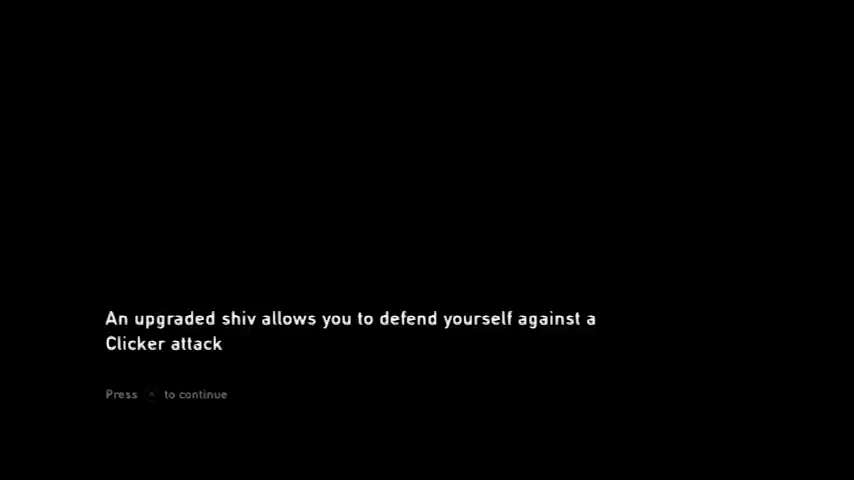 An upgraded shiv allows you to defend yourself against a
Clicker attack
Press ✕ to continue